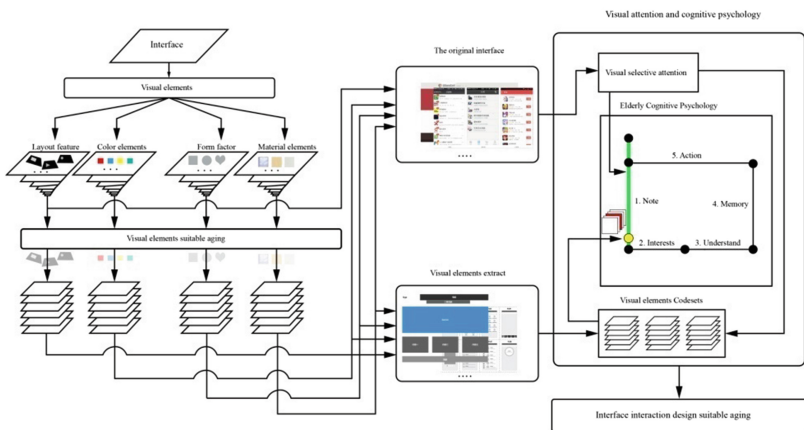 Visual attention and cognitive psychology
Interface
The original interface
Visual elements
Visual selective attention
Elderly Cognitive Psychology
Layout feature
Color elements
Form factor
Material elements
5. Action
1. Note
4. Memory
2. Interests
3. Understand
Visual elements suitable aging
Visual elements extract
Visual elements Codsets
Interface interaction design suitable aging